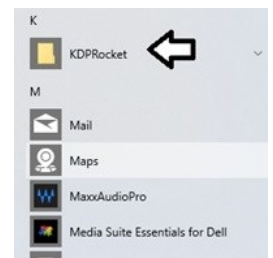 K
KDPRocket
M
Mail
Maps
MaxxAudioPro
Media Suite Essentials for Dell